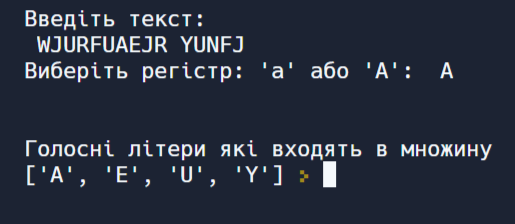 Введіть текст:
WJURFUAEJR YUNFJ
Виберіть регістр: 'a' або 'A': A
Голосні літери які входять в множину
['A', 'E', 'U', 'Y'] >